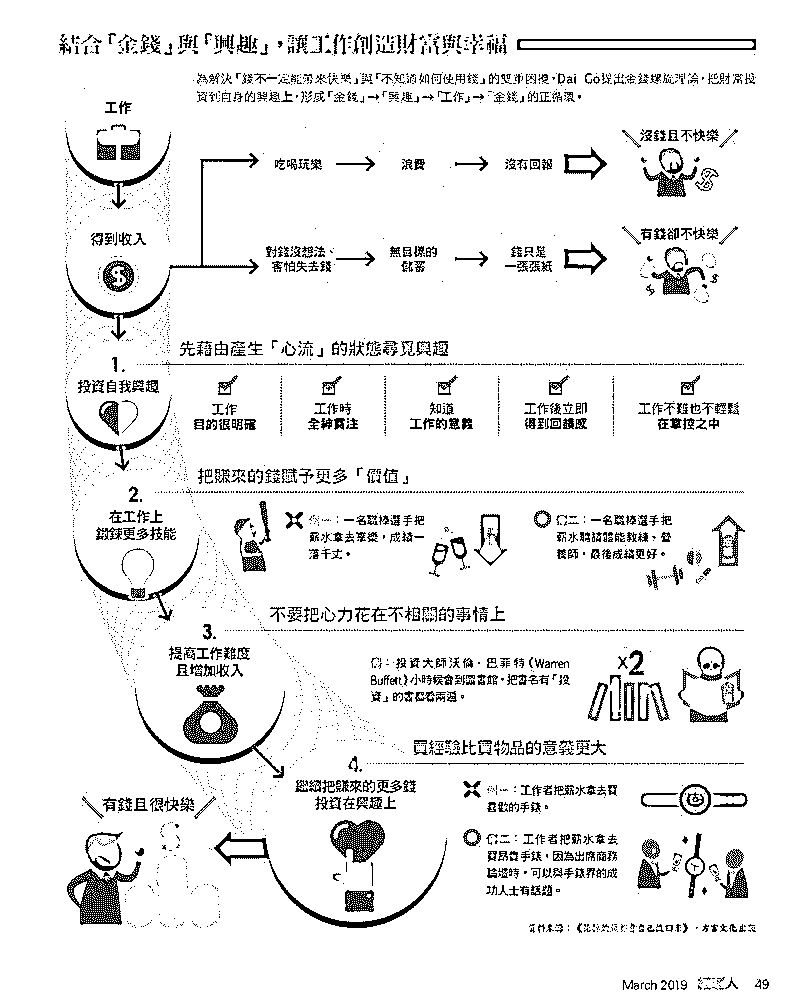 結合「金錢」與「興趣」，讓工作創造財富與幸福
為解決「錢不一定能帶來快樂」與「不知道如何使用錢」的雙重困擾，Dai Go提出金錢螺旋理論，把財富投
資到自身的興趣上，形成「金錢」→「興趣」→「工作」→「金錢」的正循環。
工作
得到收入
吃喝玩樂
浪費
沒有回報
沒錢且不快樂
對錢沒想法、
害怕失去錢
無目標的
儲蓄
錢只是
一張張紙
有錢卻不快樂
1.
投資自我興趣
先藉由產生「心流」的狀態尋覓興趣
工作
目的很明確
工作時
全神貫注
知道
工作的意義
工作後立即
得到回饋感
工作不難也不輕鬆
在掌控之中
2.
在工作上
鍛鍊更多技能
把賺來的錢賦予更多「價值」
例一：一名職棒選手把
薪水拿去享樂，成績一
落千丈。
例二：一名職棒選手把
薪水聘請體能教練、營
養師，最後成績更好。
3.
提高工作難度
且增加收入
不要把心力花在不相關的事情上
例：投資大師沃倫．巴菲特（Warren
Buffett）小時候會到圖書館，把書名有「投
資」的書都看兩遍。
x2
4.
繼續把賺來的更多錢
投資在興趣上
買經驗比買物品的意義更大
例一：工作者把薪水拿去買
喜歡的手錶。
例二：工作者把薪水拿去
買昂貴手錶，因為出席商務
論壇時，可以與手錶界的成
功人士有話題。
有錢且很快樂
資料來源：
方言文化出版
March 2019 經理人 49